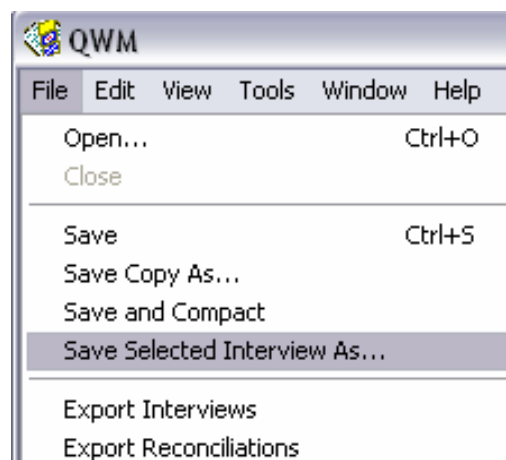 QWM
File Edit View Tools Window Help
Open... Ctrl+O
Close
Save Ctrl+S
Save Copy As...
Save and Compact
Save Selected Interview As...
Export Interviews
Export Reconciliations